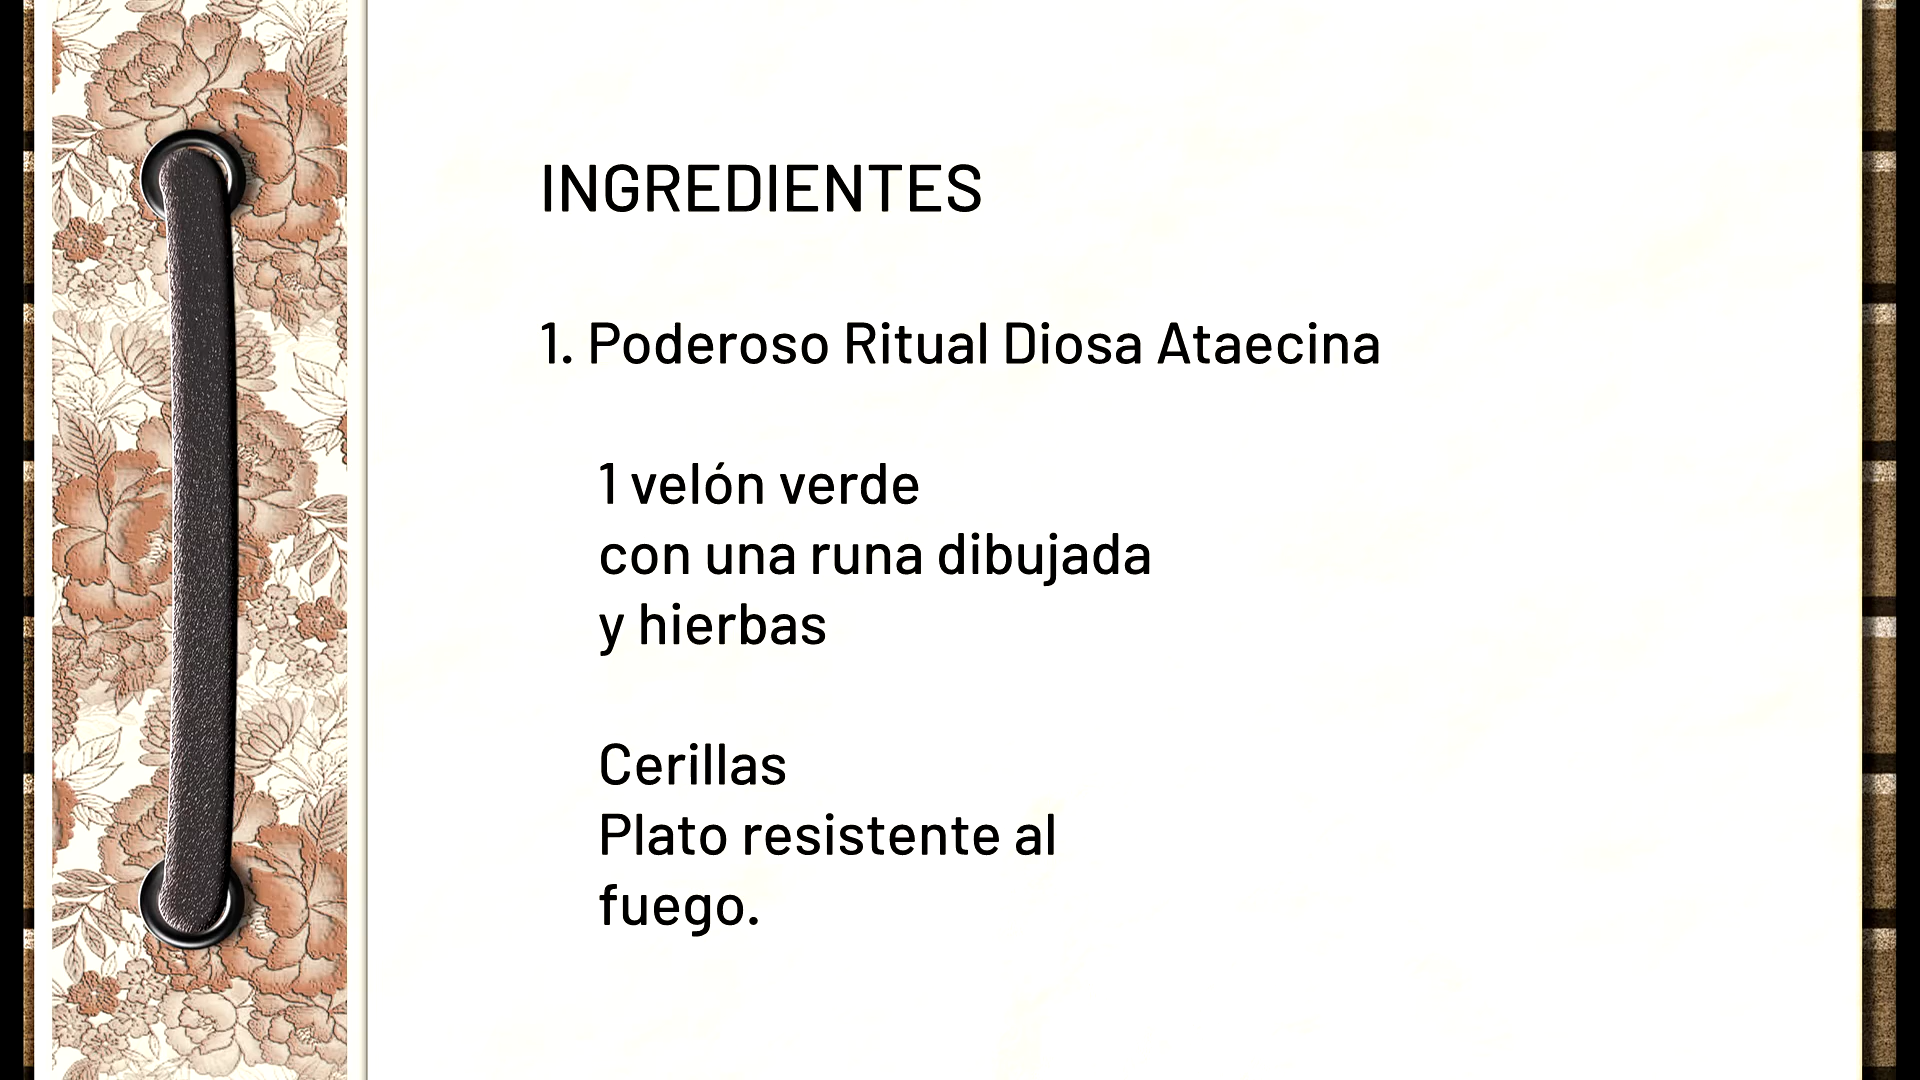 INGREDIENTES
1. Poderoso Ritual Diosa Ataecina
1 velón verde
con una runa dibujada
y hierbas
Cerillas
Plato resistente al
fuego.